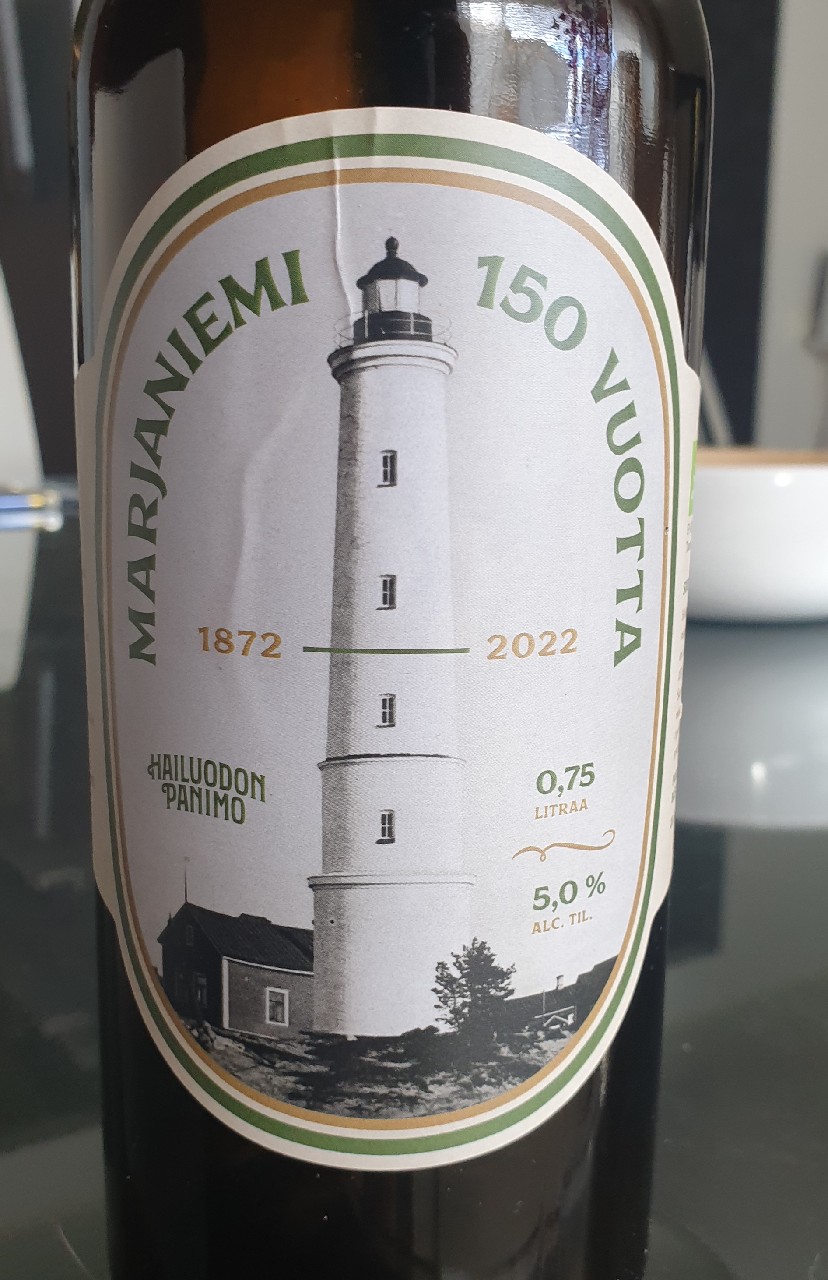 MARJANIEMI 150 VUOTTA
1872 2022
HAILUODON
PANIMO
0,75
LITRAA
5,0 %
ALC. TIL.